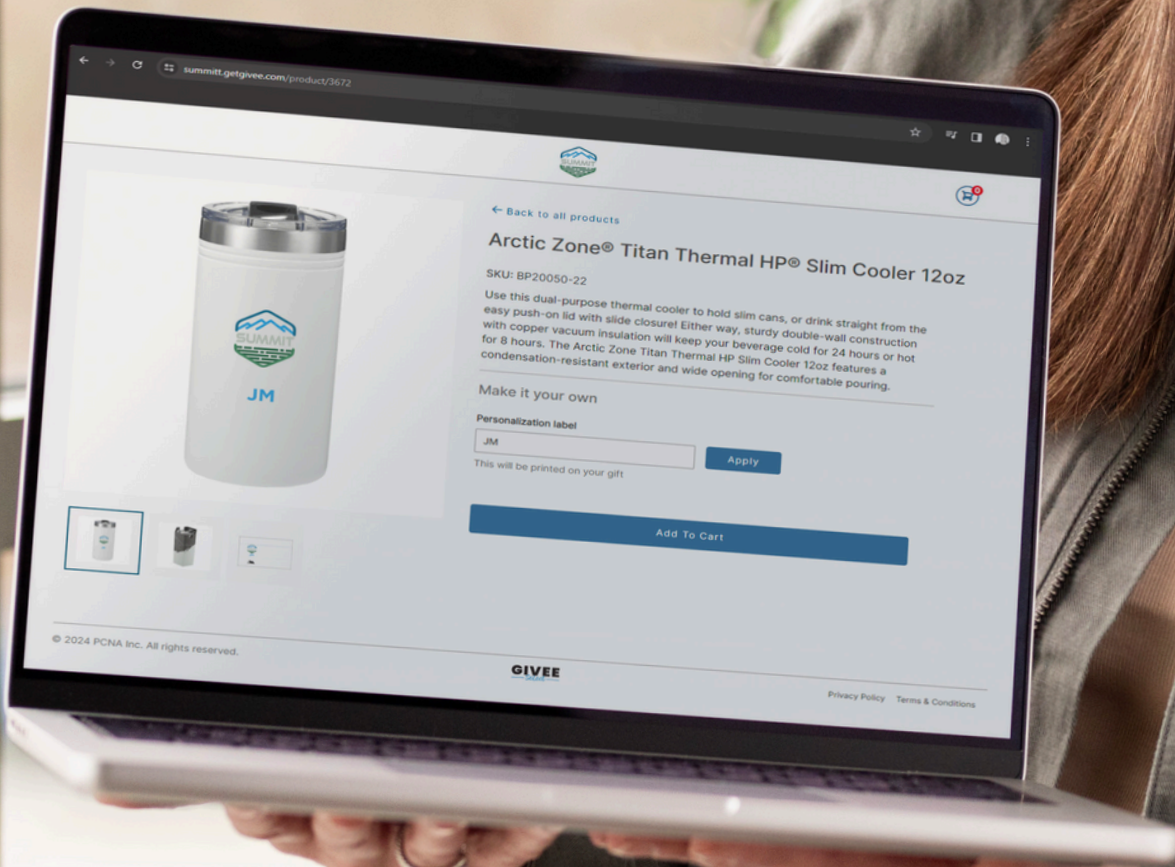 summitt.getgivee.com/product/3672
SUMMIT
0
← Back to all products
Arctic Zone® Titan Thermal HP® Slim Cooler 12oz
SKU: BP20050-22
Use this dual-purpose thermal cooler to hold slim cans, or drink straight from the
easy push-on lid with slide closure! Either way, sturdy double-wall construction
with copper vacuum insulation will keep your beverage cold for 24 hours or hot
for 8 hours. The Arctic Zone Titan Thermal HP Slim Cooler 12oz features a
condensation-resistant exterior and wide opening for comfortable pouring.
SUMMIT
JM
Make it your own
Personalization label
JM
Apply
This will be printed on your gift
Add To Cart
© 2024 PCNA Inc. All rights reserved.
GIVEE
Privacy Policy Terms & Conditions